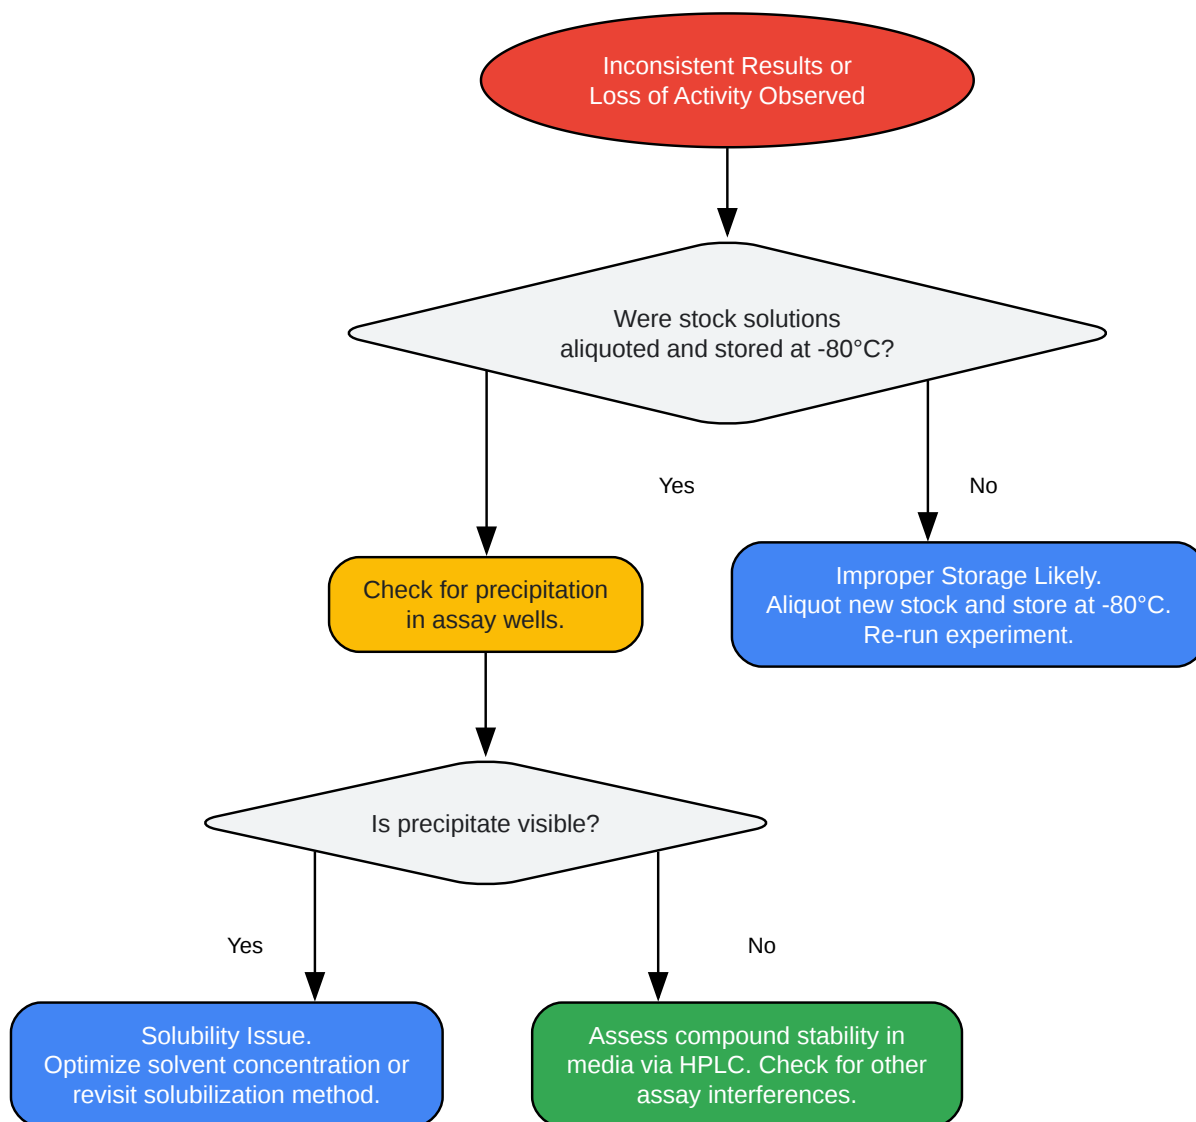 Inconsistent Results or
Loss of Activity Observed
Were stock solutions
aliquoted and stored at -80°C?
Yes
No
Check for precipitation
in assay wells.
Improper Storage Likely.
Aliquot new stock and store at -80°C.
Re-run experiment.
Is precipitate visible?
Yes
No
Solubility Issue.
Optimize solvent concentration or
revisit solubilization method.
Assess compound stability in
media via HPLC. Check for other
assay interferences.